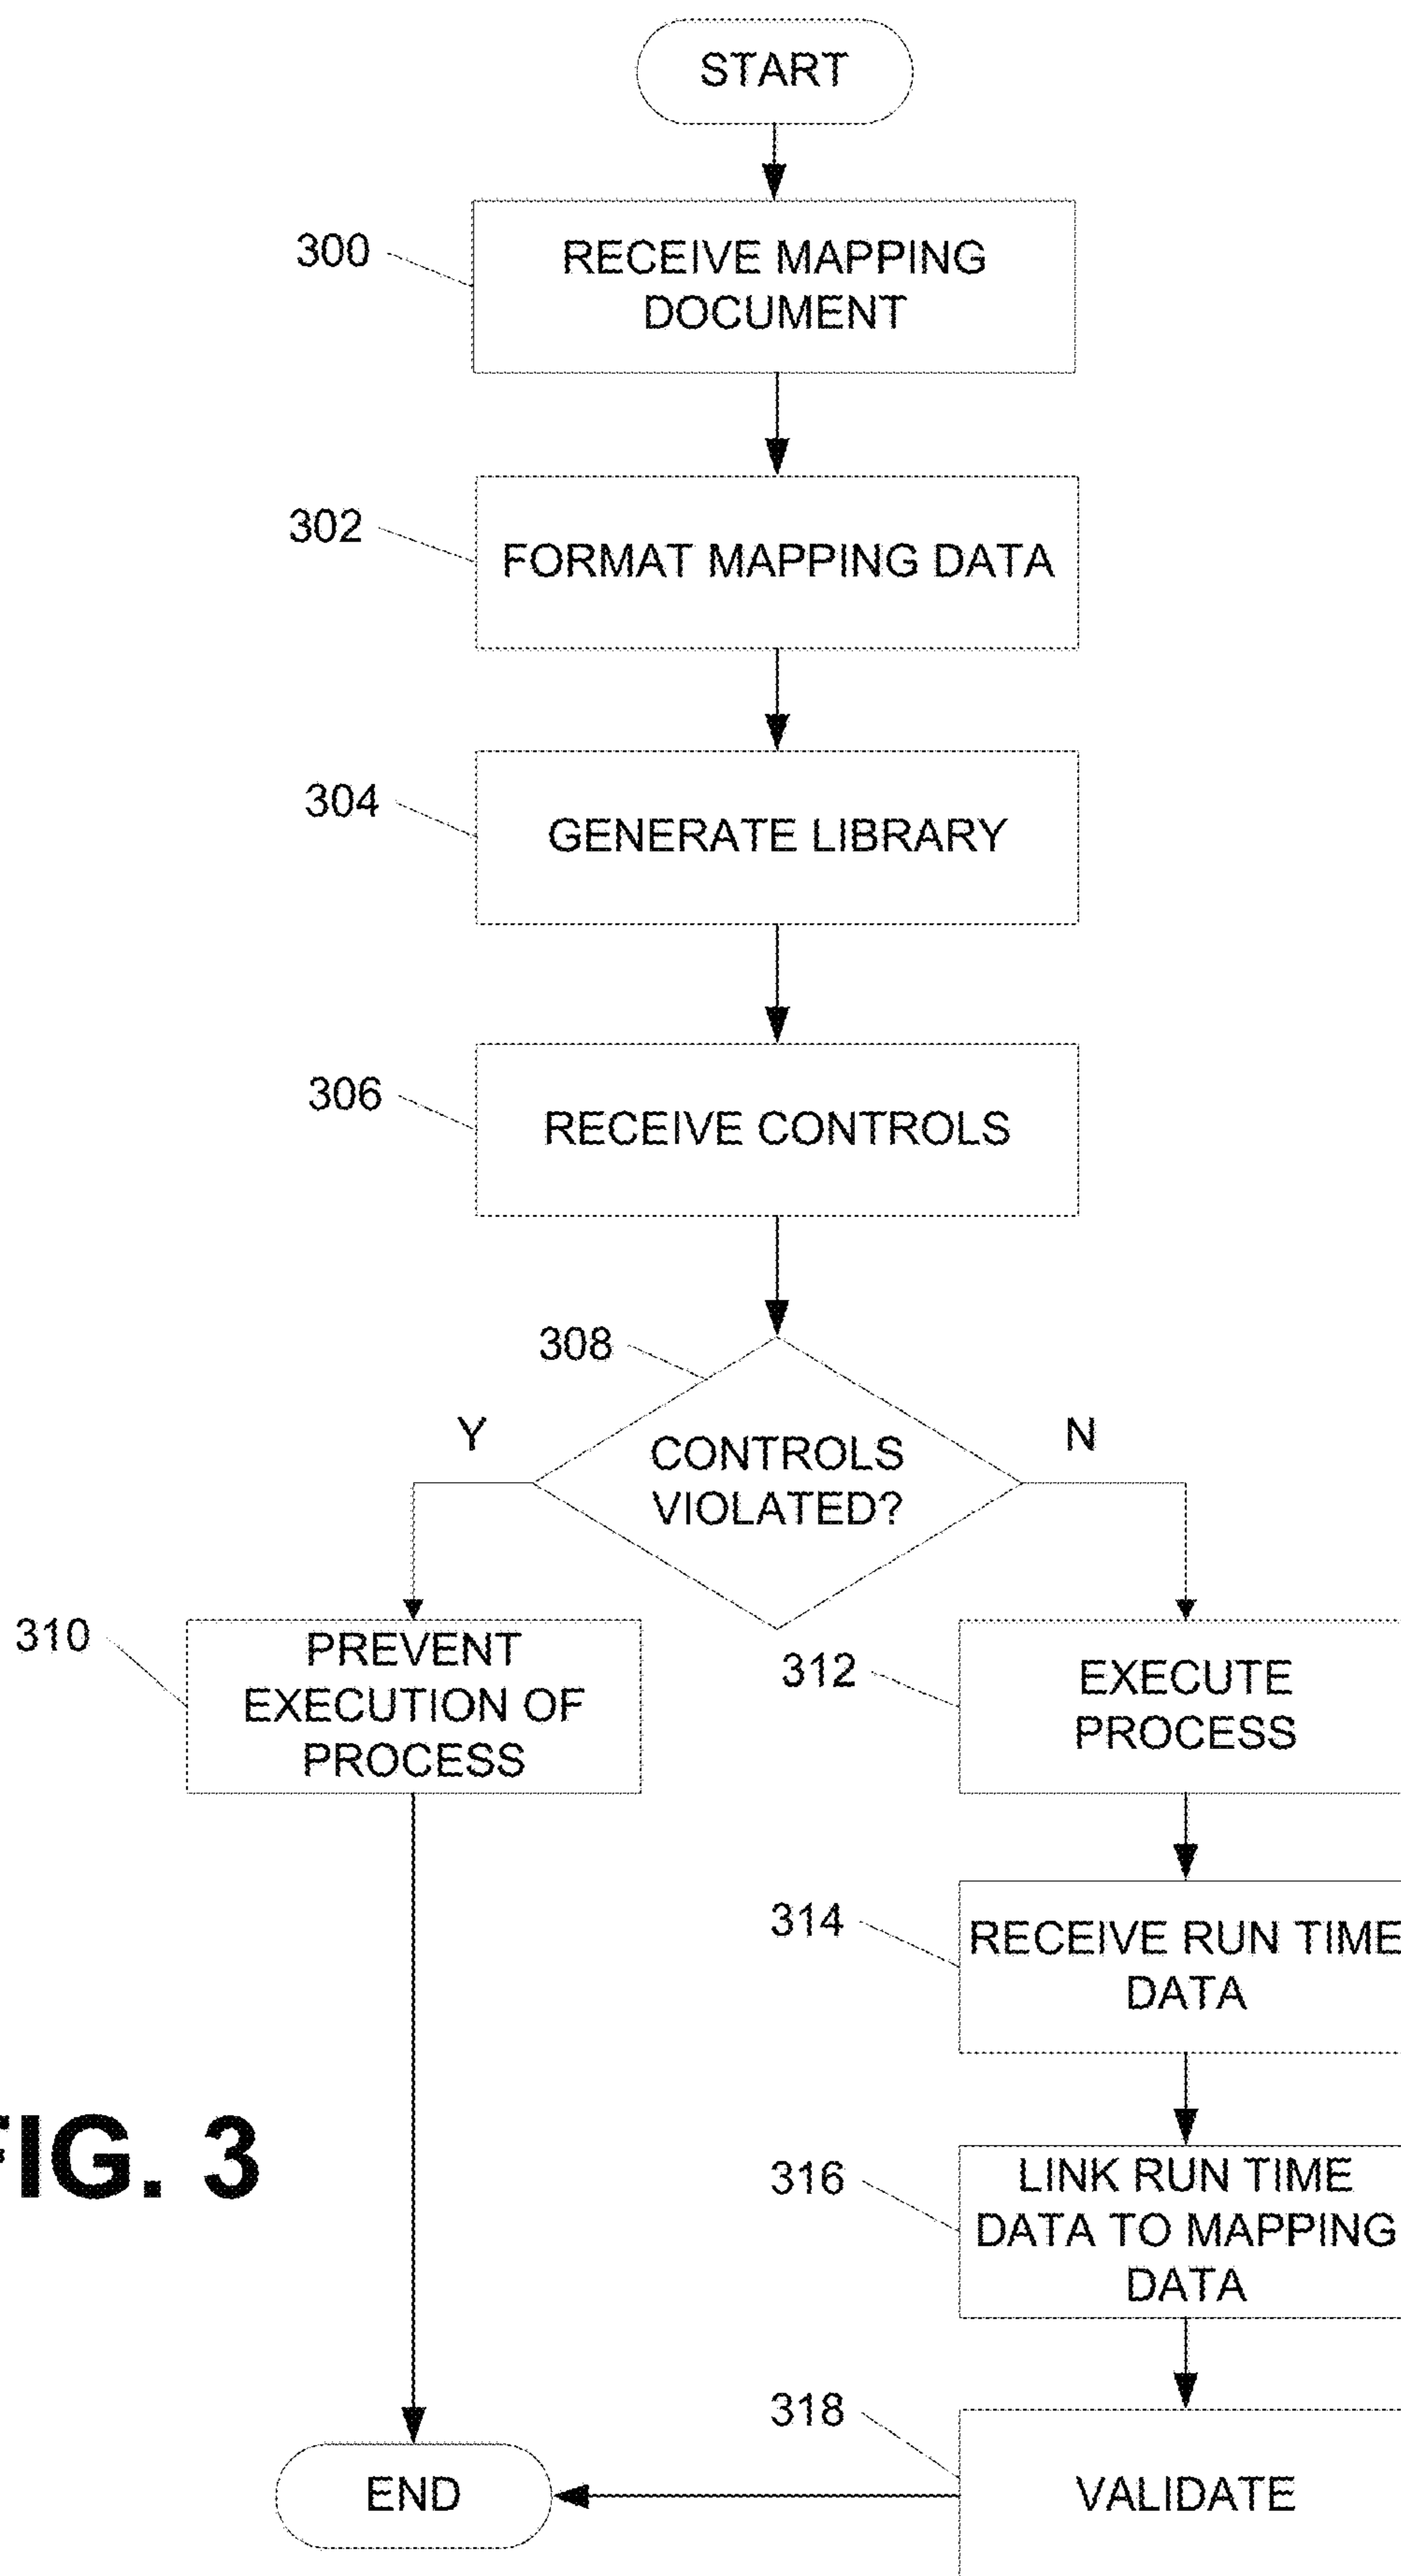 START
300
RECEIVE MAPPING
DOCUMENT
302
FORMAT MAPPING DATA
304
GENERATE LIBRARY
306
RECEIVE CONTROLS
308
Y
CONTROLS
VIOLATED?
N
310
PREVENT
EXECUTION OF
PROCESS
312
EXECUTE
PROCESS
314
RECEIVE RUN TIME
DATA
316
LINK RUN TIME
DATA TO MAPPING
DATA
FIG. 3
318
VALIDATE
END